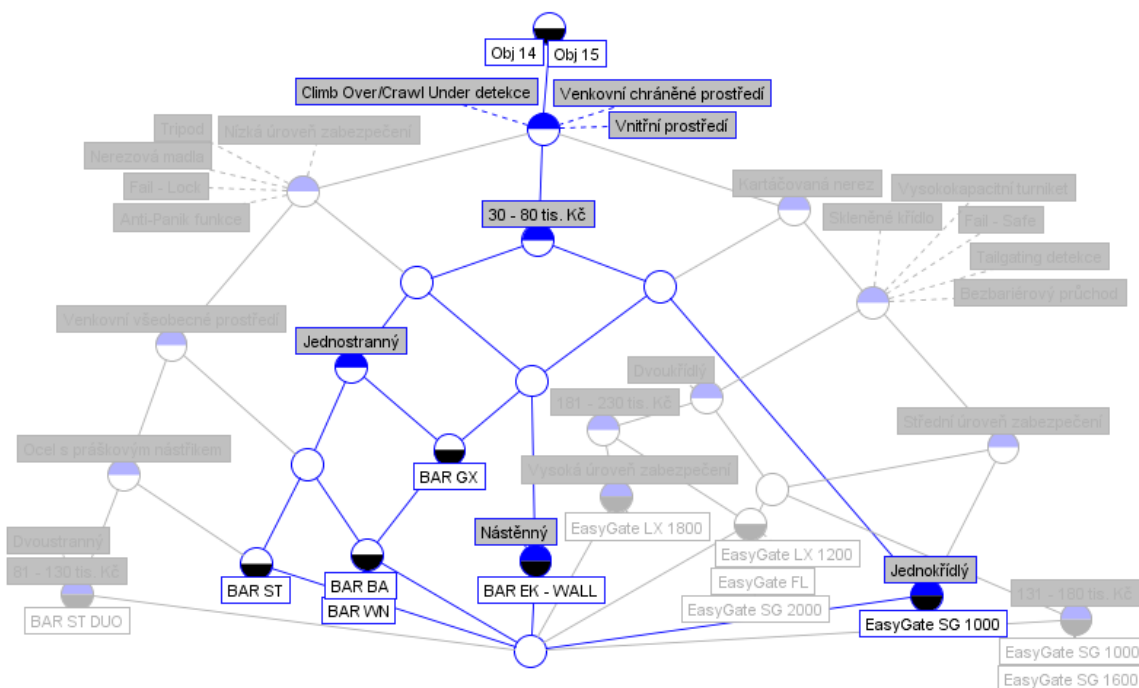 Obj 14
Obj 15
Climb Over/Crawl Under detekce
Venkovní chráněné prostředí
Vnitřní prostředí
Tripod
Nízká úroveň zabezpečení
Nerezová madla
Fail - Lock
Anti-Panik funkce
Kartáčovaná nerez
Vysokokapacitní turniket
Skleněné křídlo
Fail - Safe
Tailgating detekce
Bezbariérový průchod
30 - 80 tis. Kč
Venkovní všeobecné prostředí
Jednostranný
Dvoukřídlý
181 - 230 tis. Kč
Střední úroveň zabezpečení
Ocel s práškovým nástřikem
BAR GX
Vysoká úroveň zabezpečení
EasyGate LX 1800
Dvoustranný
81 - 130 tis. Kč
BAR ST DUO
BAR ST
BAR BA
BAR WN
Nástěnný
BAR EK - WALL
EasyGate LX 1200
EasyGate FL
EasyGate SG 2000
Jednokřídlý
EasyGate SG 1000
131 - 180 tis. Kč
EasyGate SG 1000
EasyGate SG 1600